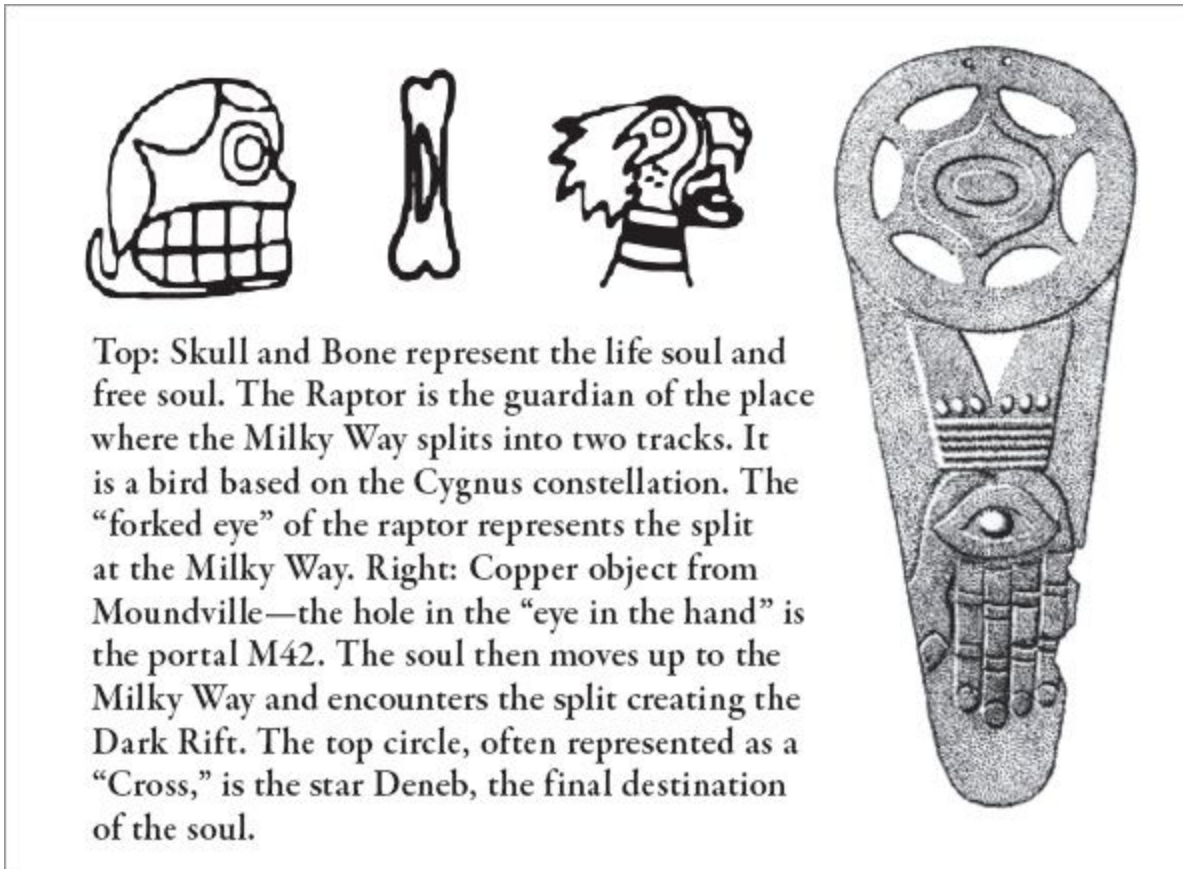 Top: Skull and Bone represent the life soul and
free soul. The Raptor is the guardian of the place
where the Milky Way splits into two tracks. It
is a bird based on the Cygnus constellation. The
“forked eye” of the raptor represents the split
at the Milky Way. Right: Copper object from
Moundville—the hole in the “eye in the hand” is
the portal M42. The soul then moves up to the
Milky Way and encounters the split creating the
Dark Rift. The top circle, often represented as a
“Cross,” is the star Deneb, the final destination
of the soul.